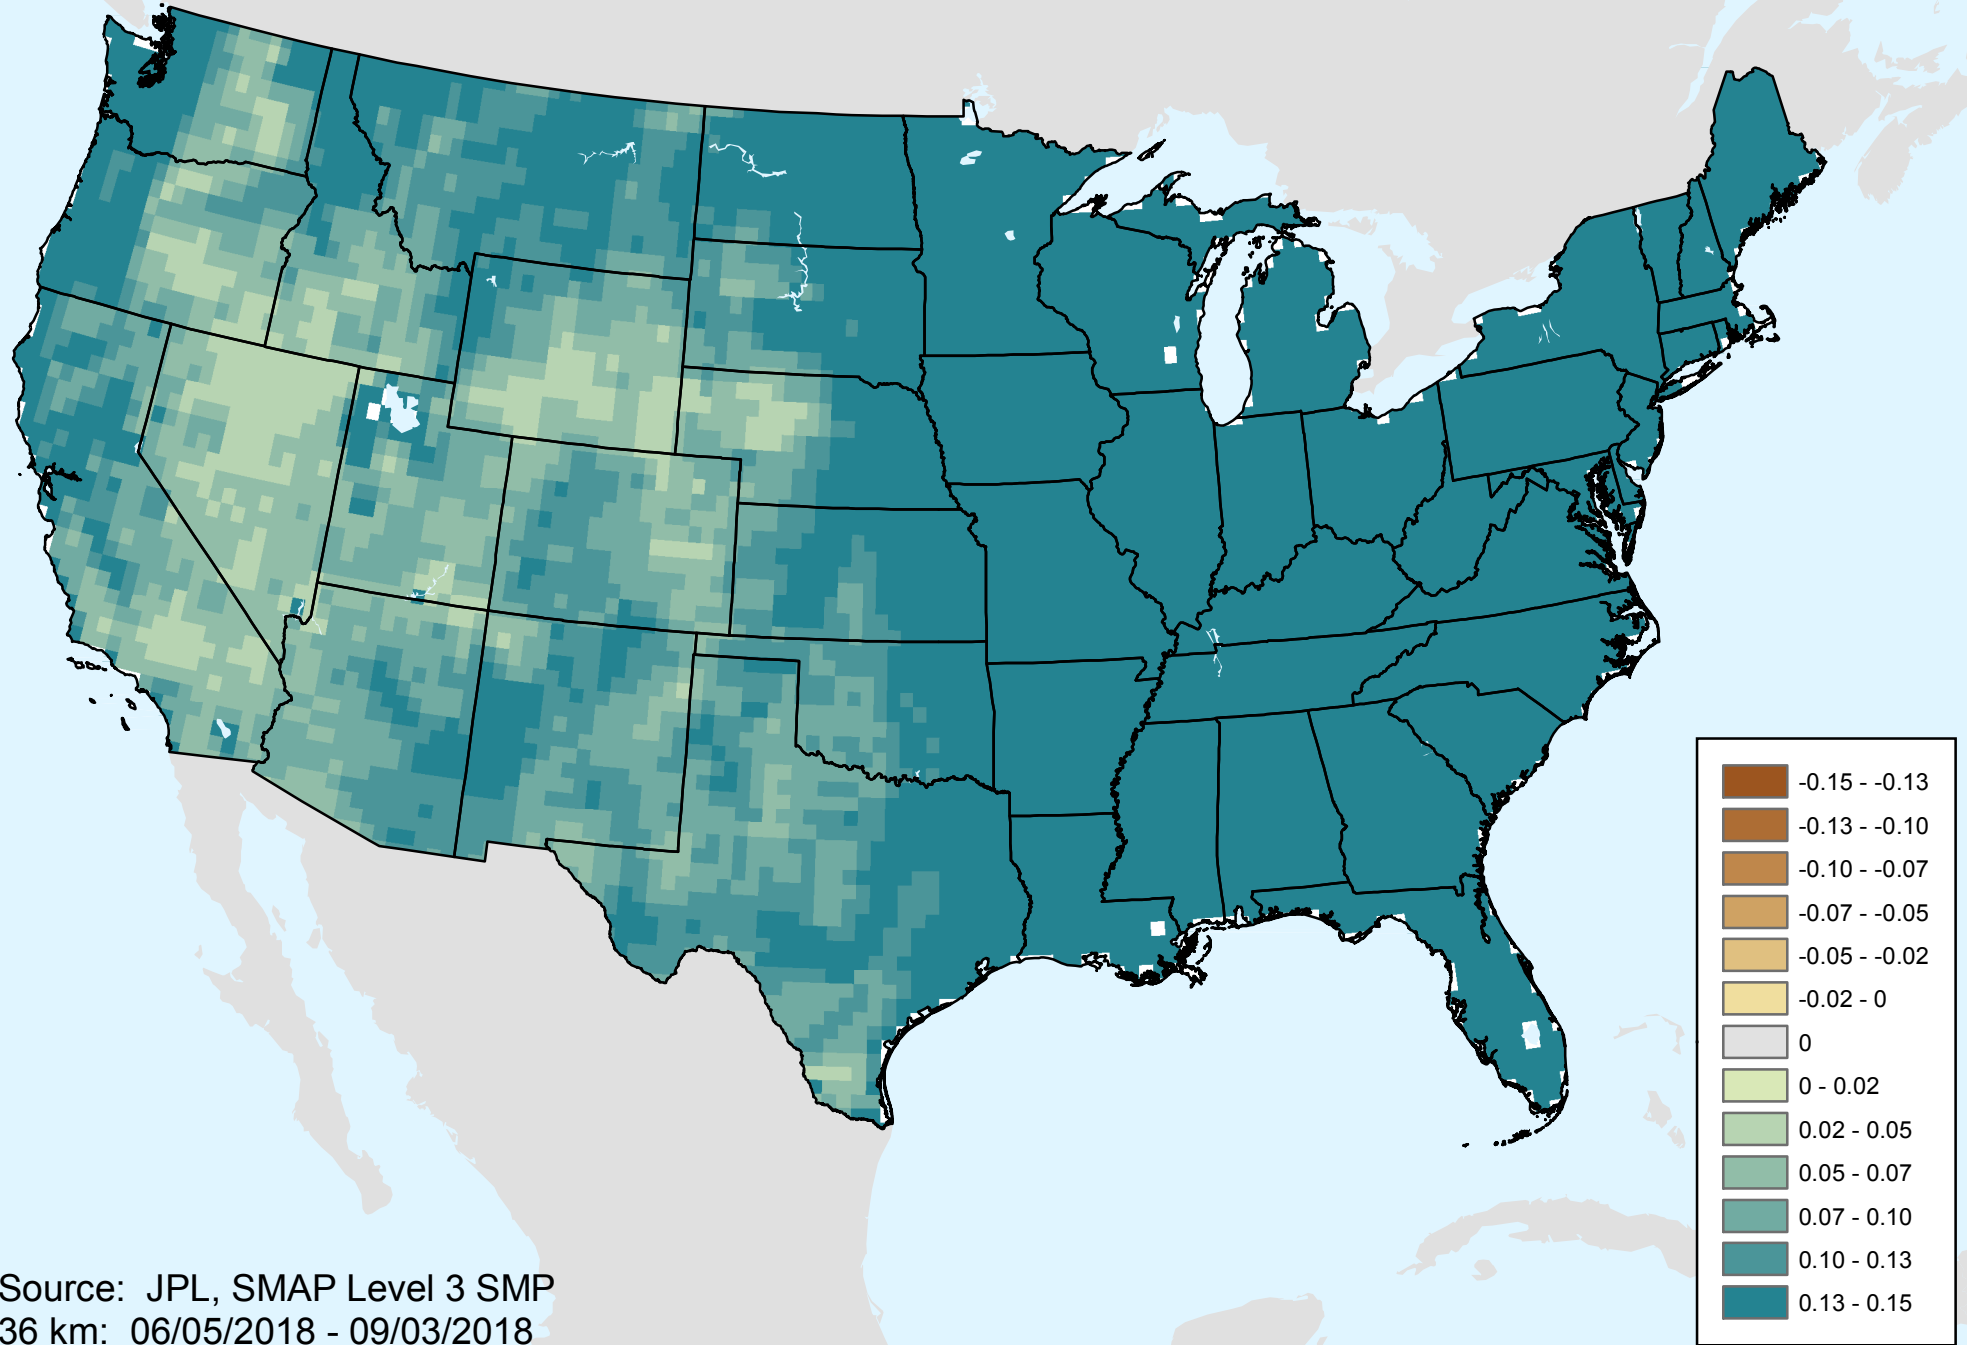 -0.15 - -0.13
-0.13 - -0.10
-0.10 - -0.07
-0.07 - -0.05
-0.05 - -0.02
-0.02 - 0
0
0 - 0.02
0.02 - 0.05
0.05 - 0.07
0.07 - 0.10
0.10 - 0.13
0.13 - 0.15
Source:  JPL, SMAP Level 3 SMP
36 km:  06/05/2018 - 09/03/2018